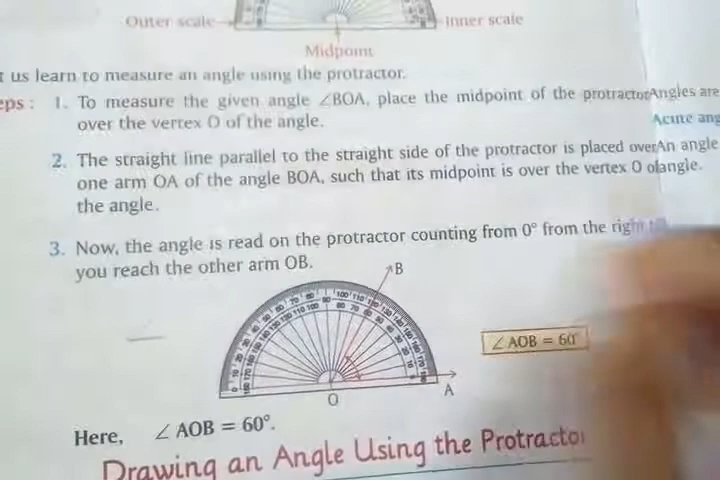 Outer scale
Inner scale
Midpoint
us learn to measure an angle using the protractor.
eps : 1. To measure the given angle ∠BOA, place the midpoint of the protractor
over the vertex O of the angle.
Angles are
Acute ang
2. The straight line parallel to the straight side of the protractor is placed over
one arm OA of the angle BOA, such that its midpoint is over the vertex O of
the angle.
An angle
angle.
3. Now, the angle is read on the protractor counting from 0° from the right
you reach the other arm OB.
B
∠ AOB = 60°
A
O
Here, ∠ AOB = 60°.
Drawing an Angle Using the Protractor